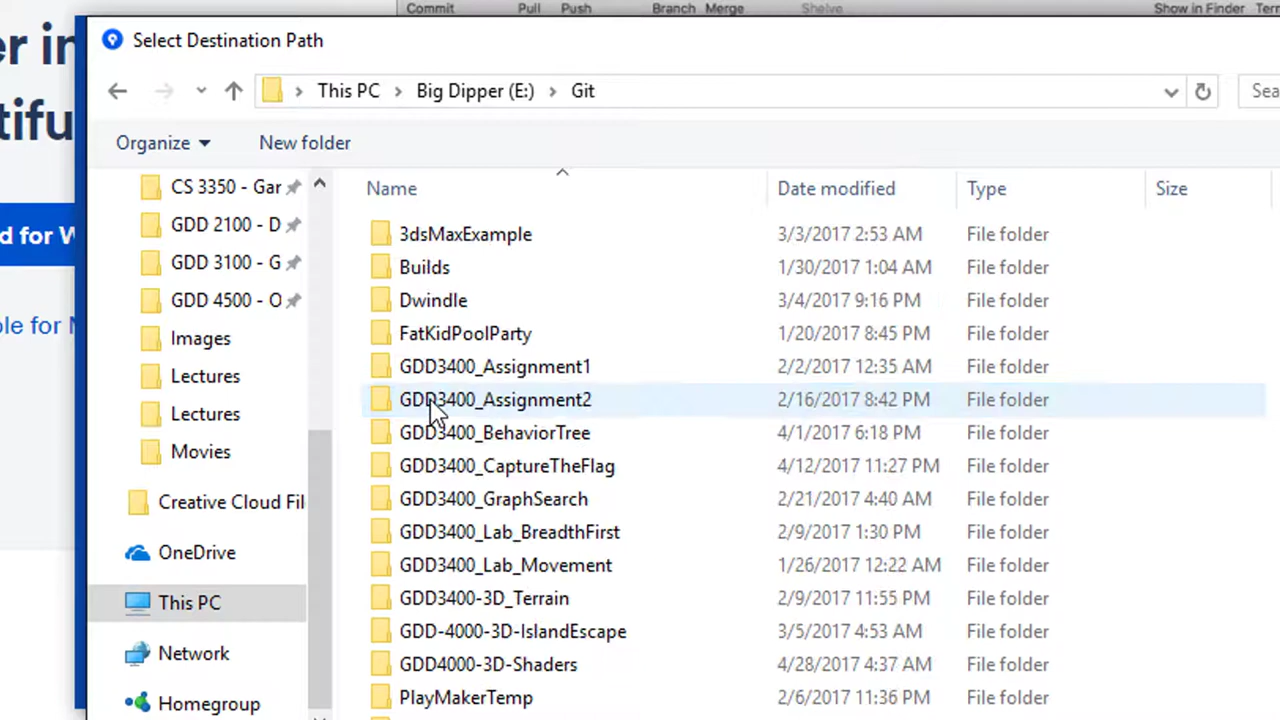 Commit Pull Push Branch Merge Shelve Show in Finder
er in
tiful
d for W
Select Destination Path
This PC > Big Dipper (E:) > Git
Organize New folder
Name Date modified Type Size
CS 3350 - Gar
GDD 2100 - D
GDD 3100 - G
GDD 4500 - O
Images
Lectures
Lectures
Movies
Creative Cloud Fil
OneDrive
This PC
Network
Homegroup
3dsMaxExample 3/3/2017 2:53 AM File folder
Builds 1/30/2017 1:04 AM File folder
Dwindle 3/4/2017 9:16 PM File folder
FatKidPoolParty 1/20/2017 8:45 PM File folder
GDD3400_Assignment1 2/2/2017 12:35 AM File folder
GDD3400_Assignment2 2/16/2017 8:42 PM File folder
GDD3400_BehaviorTree 4/1/2017 6:18 PM File folder
GDD3400_CaptureTheFlag 4/12/2017 11:27 PM File folder
GDD3400_GraphSearch 2/21/2017 4:40 AM File folder
GDD3400_Lab_BreadthFirst 2/9/2017 1:30 PM File folder
GDD3400_Lab_Movement 1/26/2017 12:22 AM File folder
GDD3400-3D_Terrain 2/9/2017 11:55 PM File folder
GDD-4000-3D-IslandEscape 3/5/2017 4:53 AM File folder
GDD4000-3D-Shaders 4/28/2017 4:37 AM File folder
PlayMakerTemp 2/6/2017 11:36 PM File folder